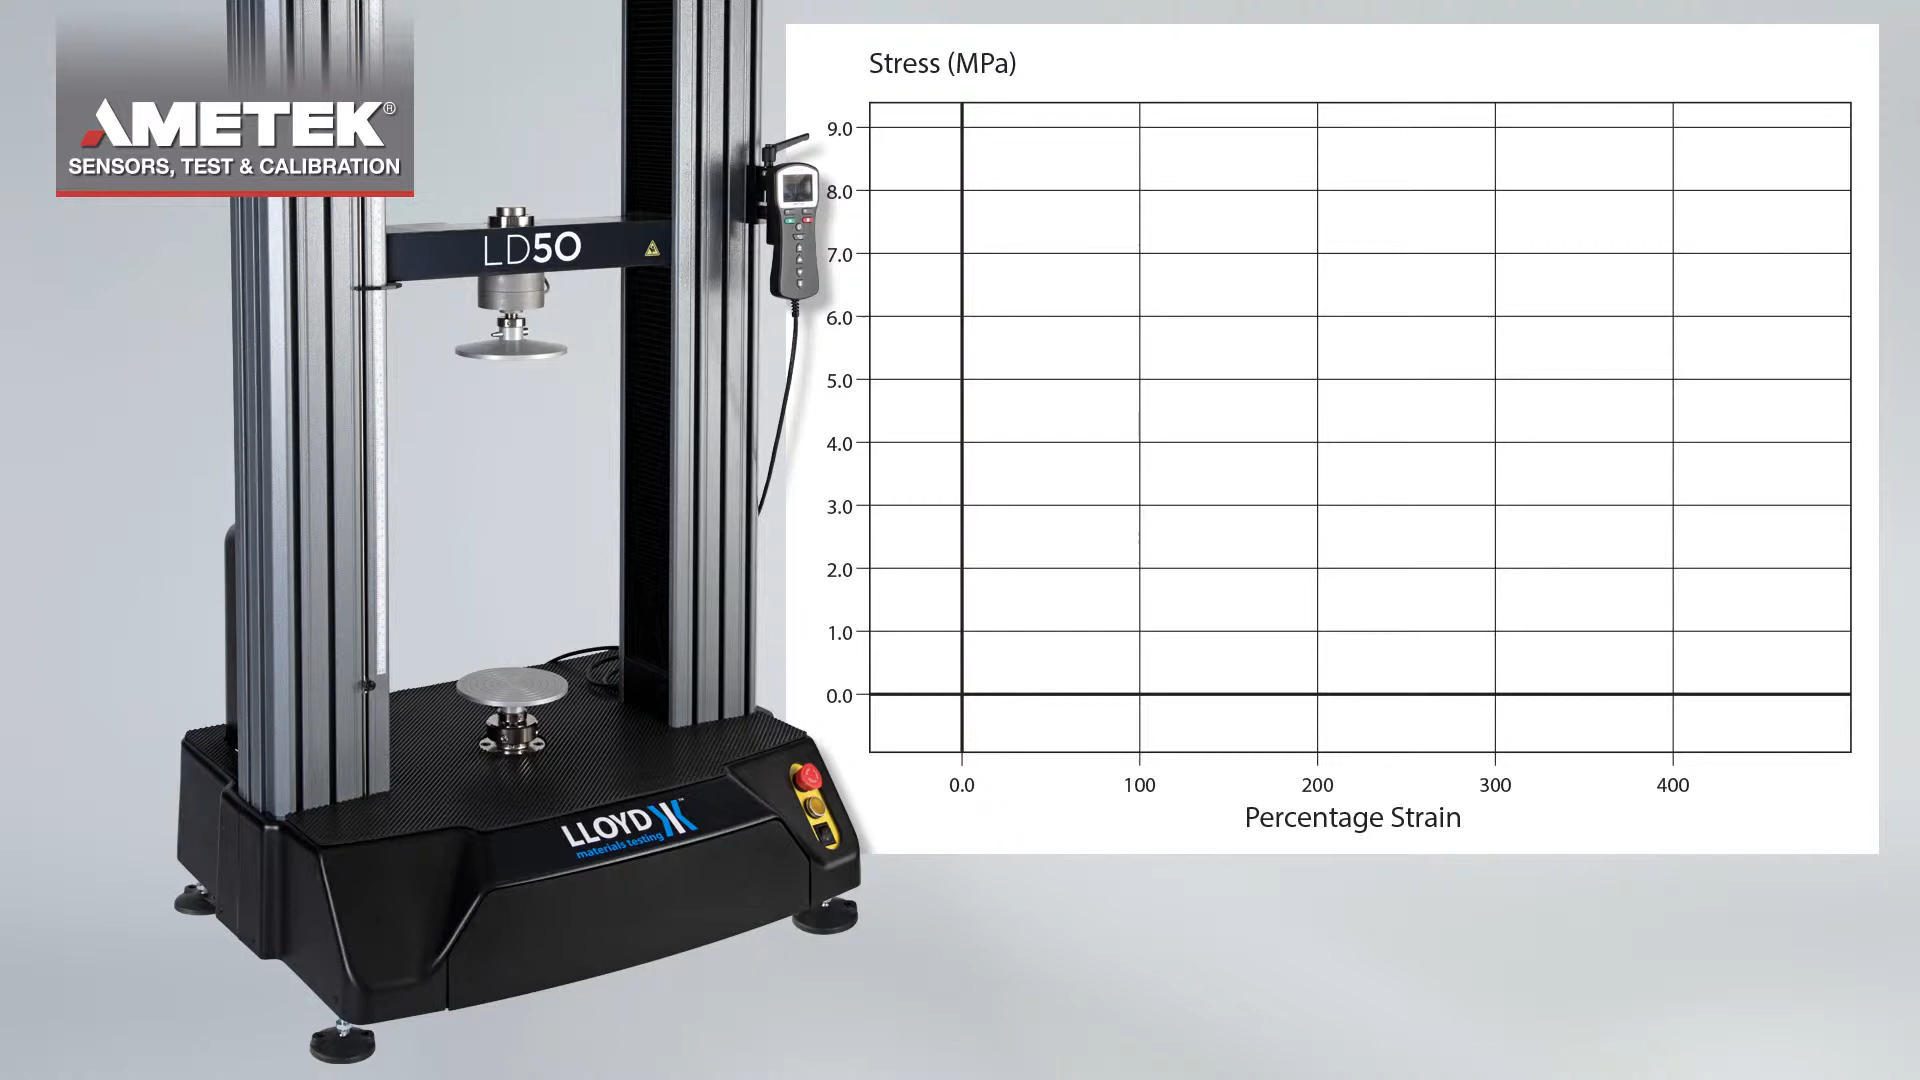 AMETEK®
SENSORS, TEST & CALIBRATION
LD50
LLOYD
materials testing™
Stress (MPa)
9.0
8.0
7.0
6.0
5.0
4.0
3.0
2.0
1.0
0.0
0.0 100 200 300 400
Percentage Strain